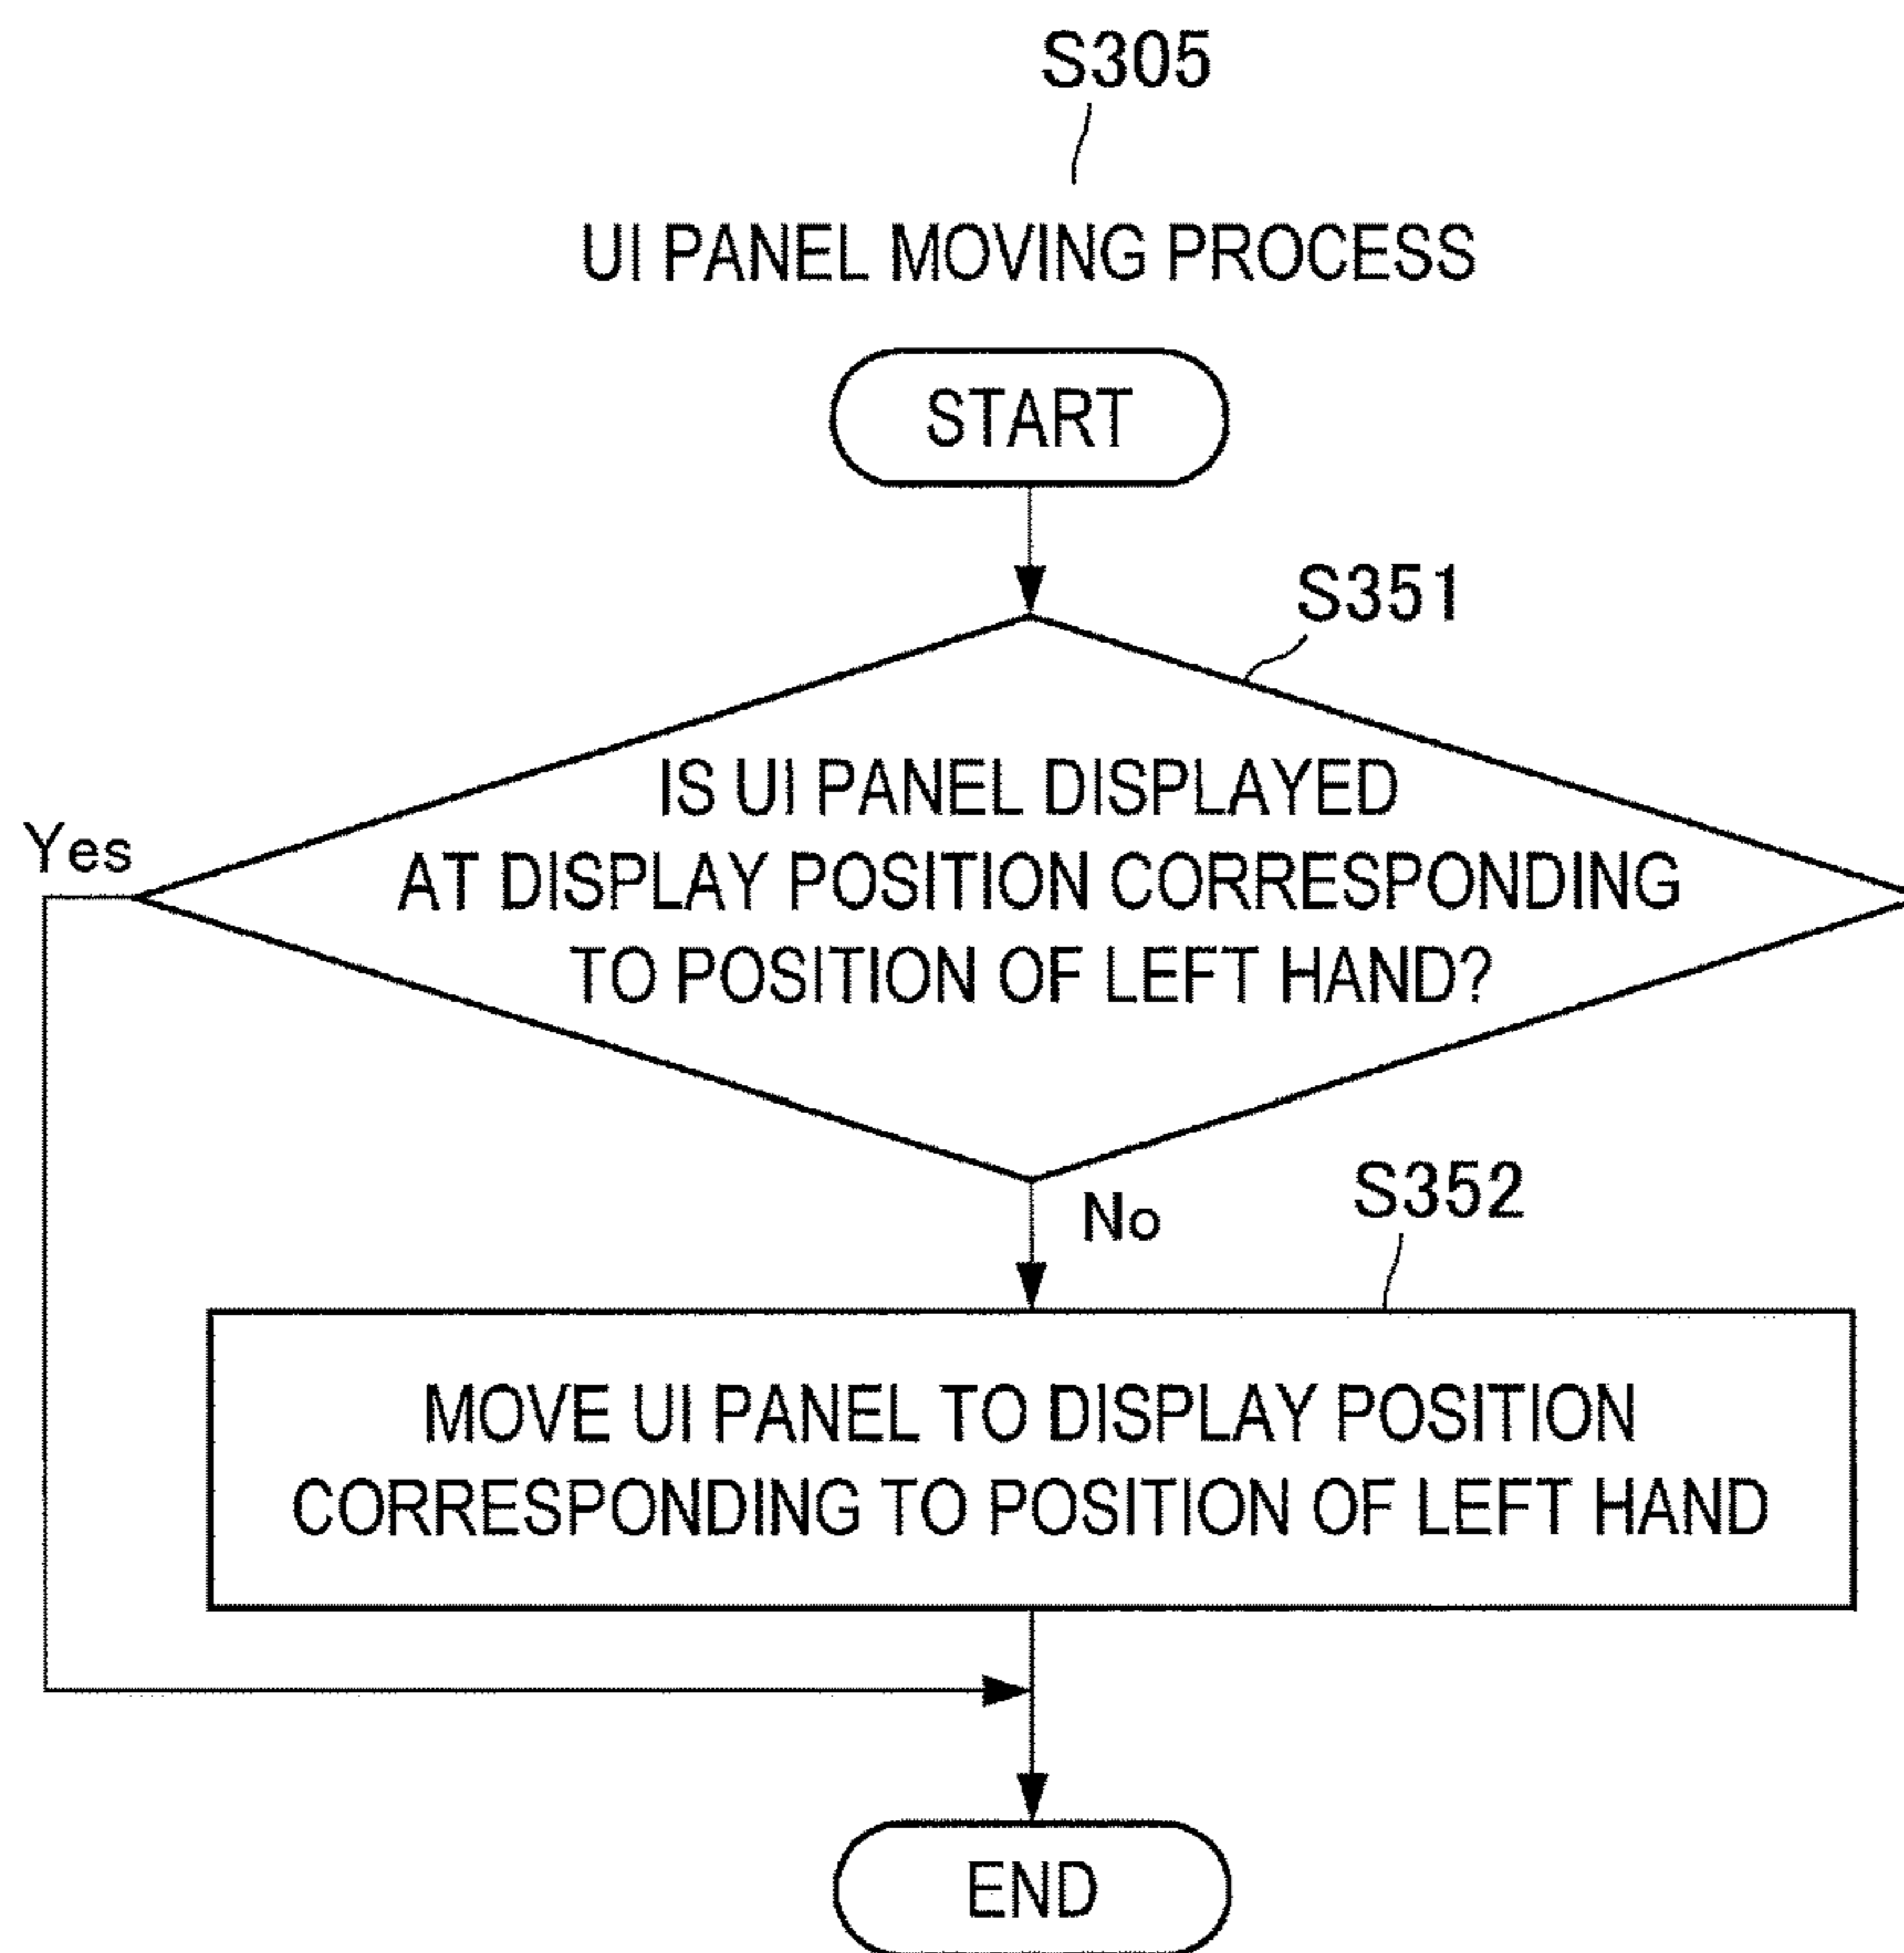 S305
UI PANEL MOVING PROCESS
START
S351
IS UI PANEL DISPLAYED
AT DISPLAY POSITION CORRESPONDING
TO POSITION OF LEFT HAND?
Yes
No
S352
MOVE UI PANEL TO DISPLAY POSITION
CORRESPONDING TO POSITION OF LEFT HAND
END